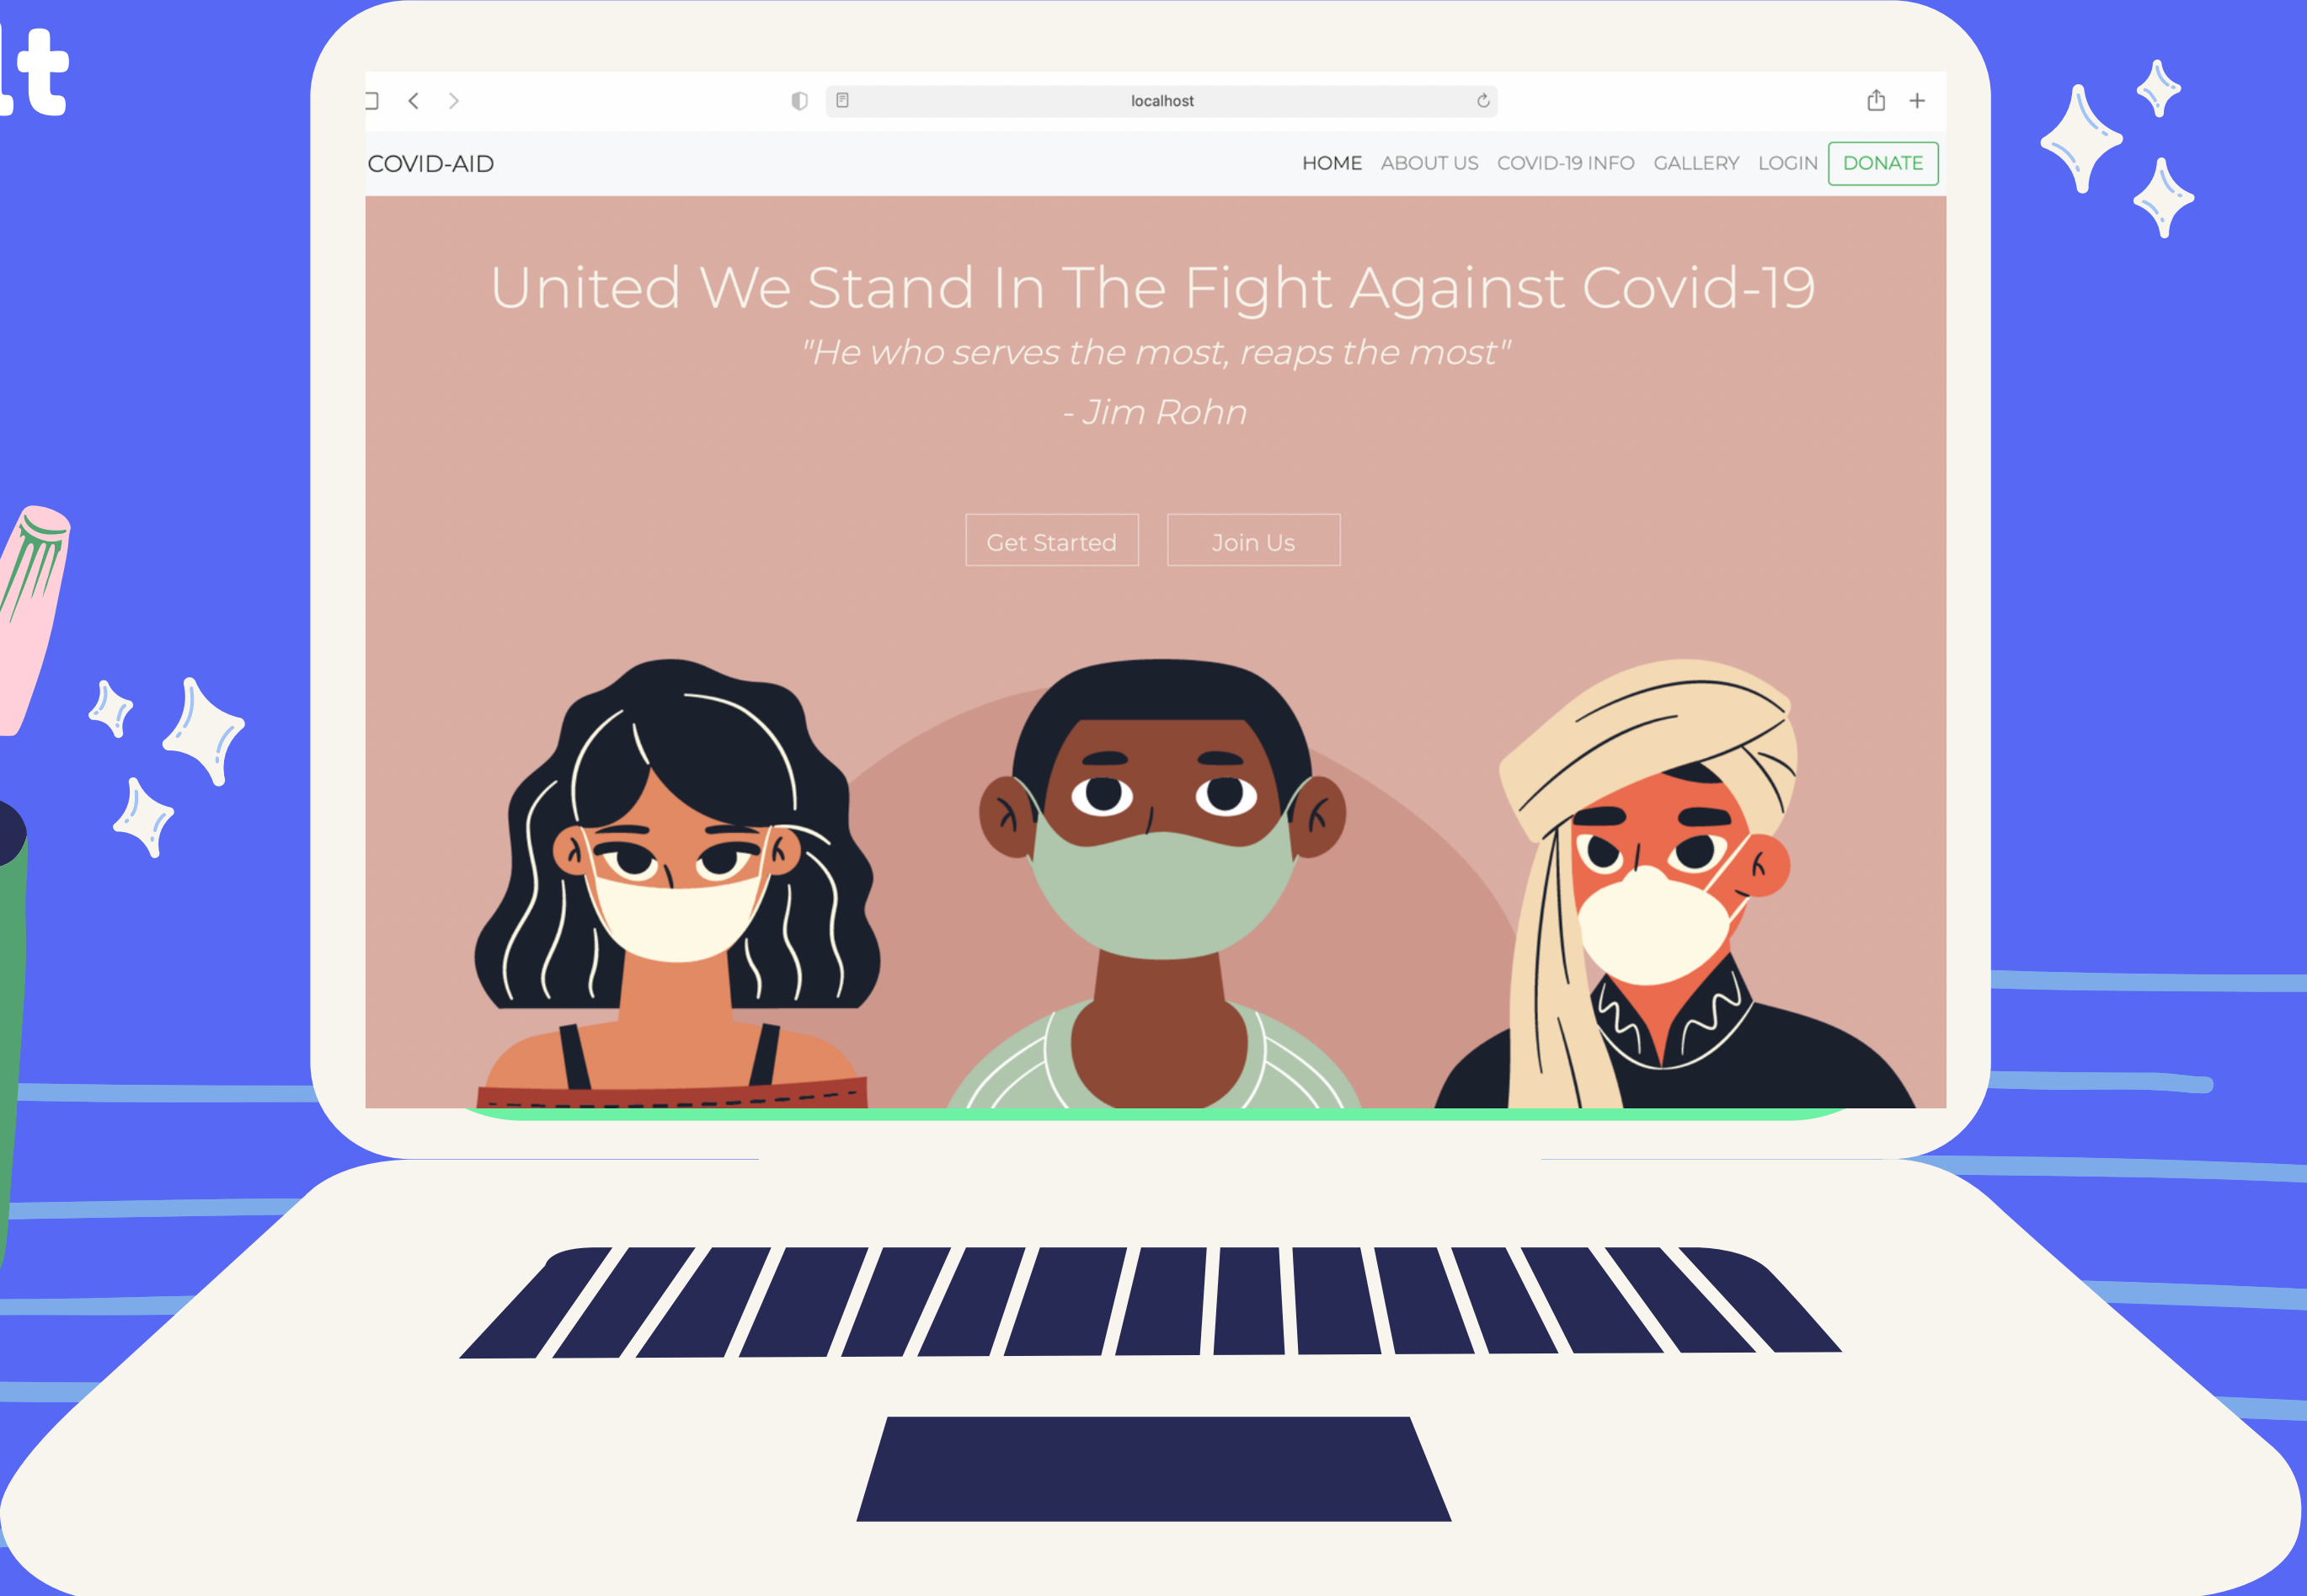 lt
localhost
COVID-AID HOME ABOUT US COVID-19 INFO GALLERY LOGIN DONATE
United We Stand In The Fight Against Covid-19
"He who serves the most, reaps the most"
- Jim Rohn
Get Started Join Us